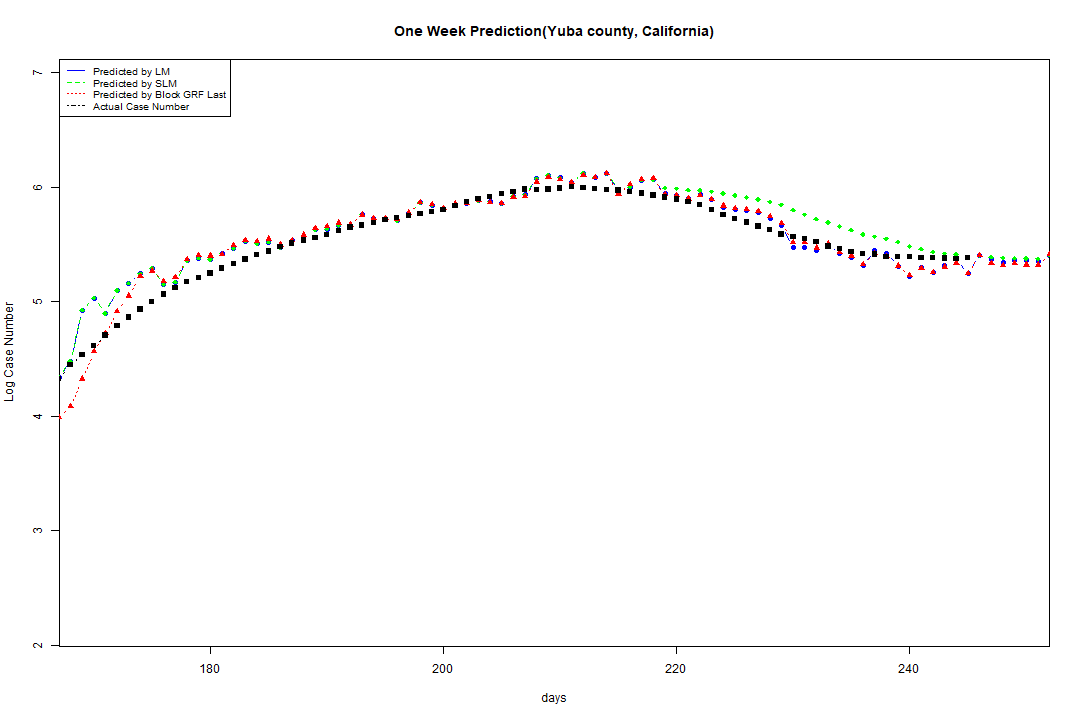 One Week Prediction(Yuba county, California)
Predicted by LM
Predicted by SLM
Predicted by Block GRF Last
Actual Case Number
7
6
5
4
3
2
Log Case Number
180 200 220 240
days